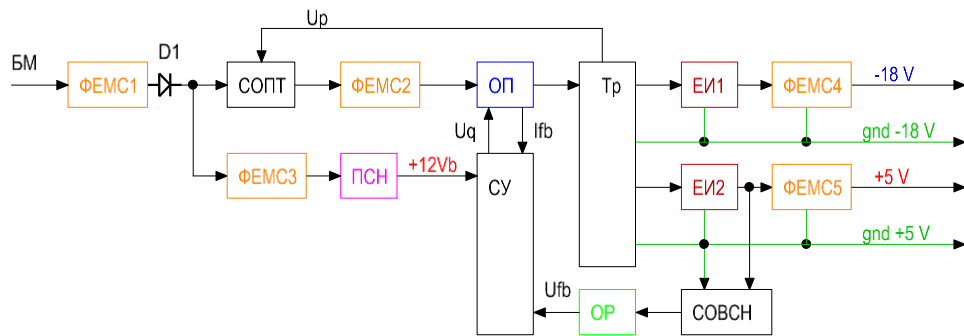 Up
БМ
D1
ФЕМС1
СОПТ
ФЕМС2
ОП
Тр
ЕИ1
ФЕМС4
-18 V
Uq
Ifb
gnd -18 V
ФЕМС3
ПСН
+12Vb
СУ
ЕИ2
ФЕМС5
+5 V
gnd +5 V
Ufb
ОР
СОВСН